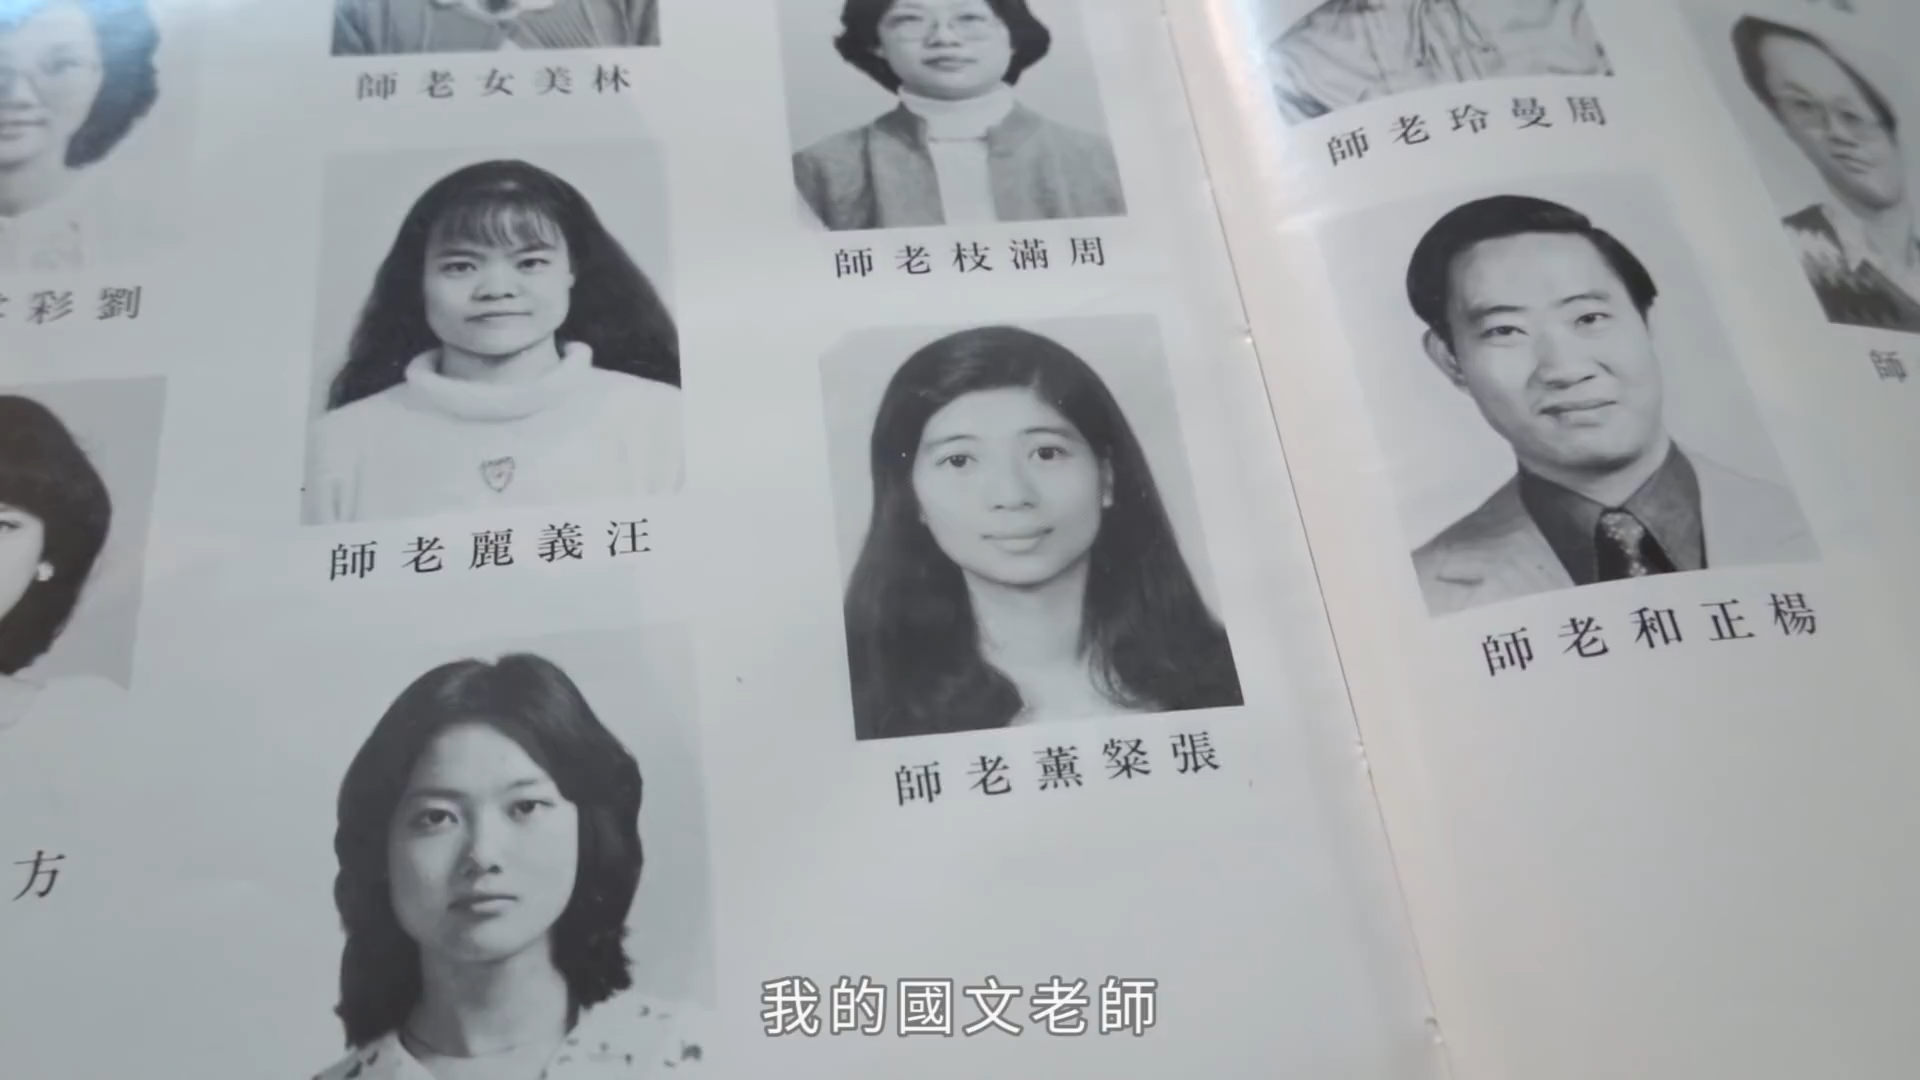 林美女老師
周曼玲老師
周滿枝老師
劉彩
師
汪義麗老師
楊正和老師
張粲薰老師
方
我的國文老師